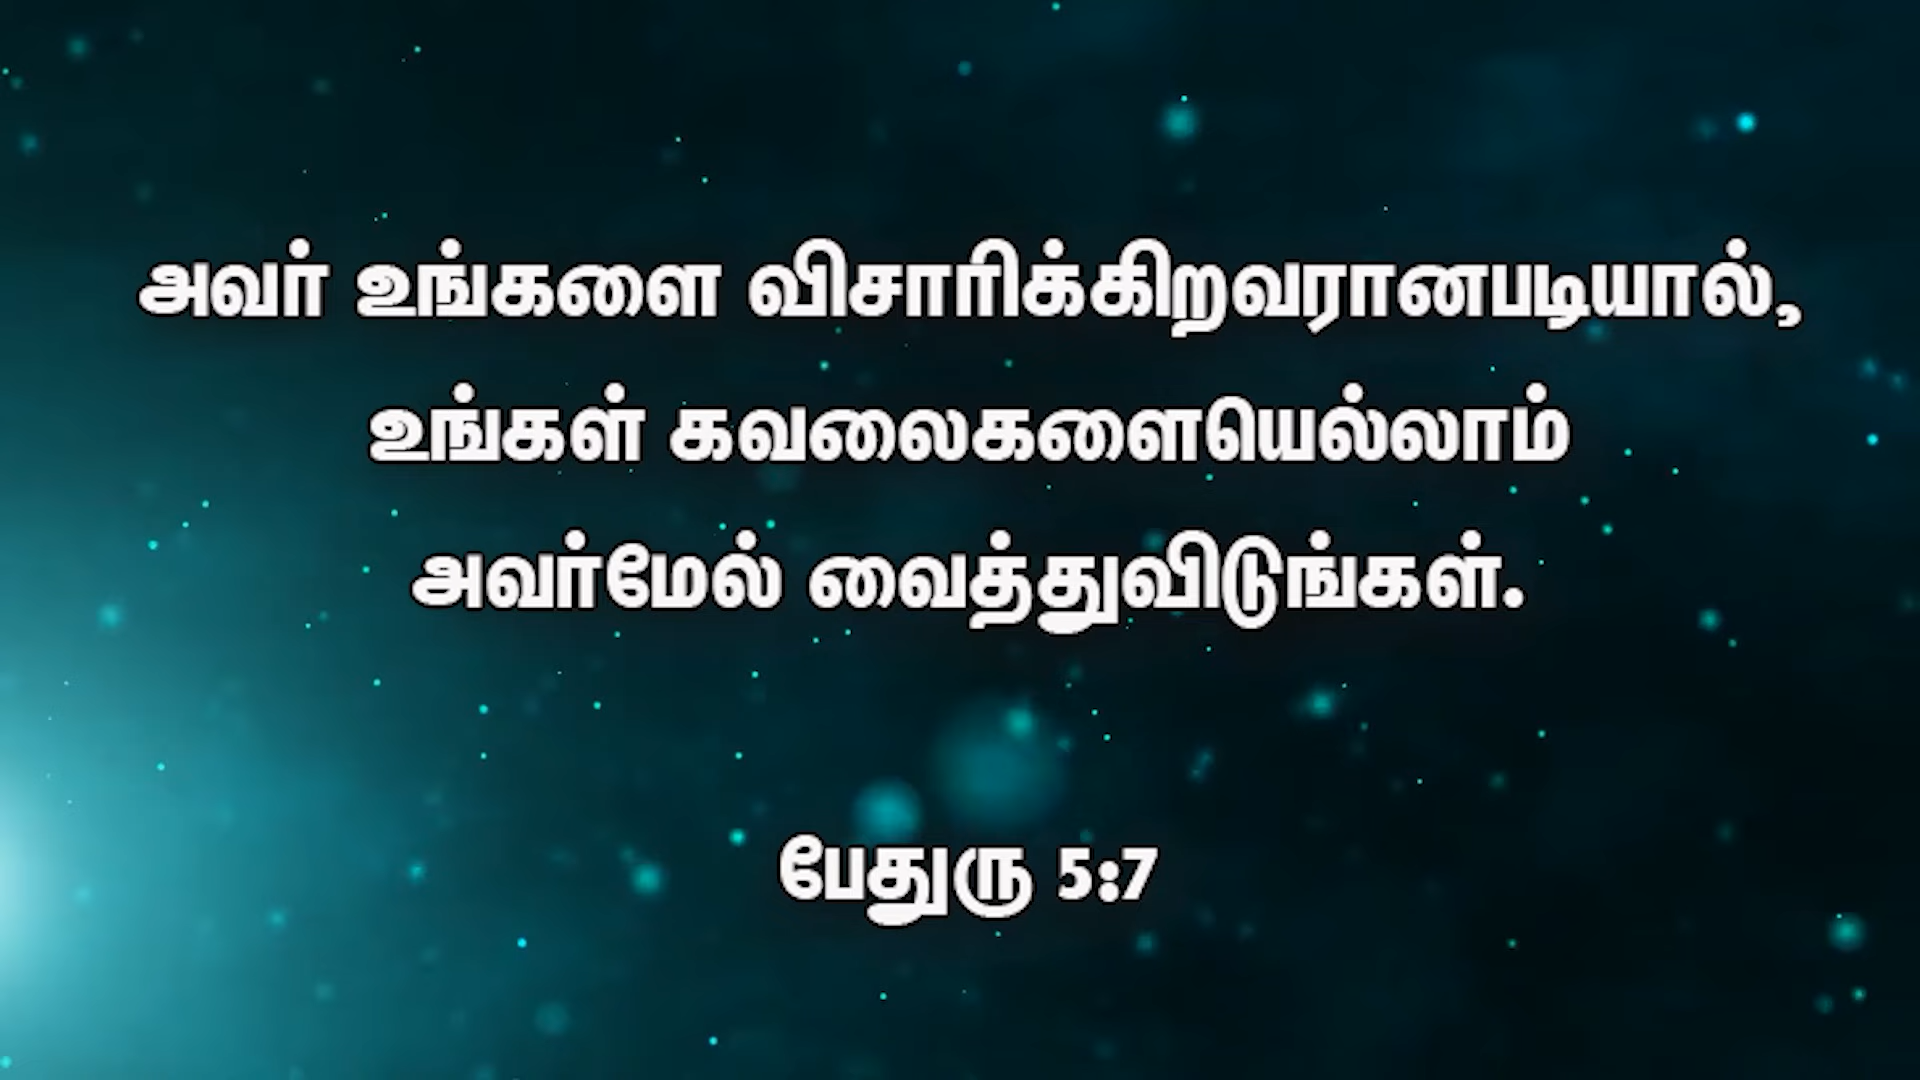 அவர் உங்களை விசாரிக்கிறவரானபடியால்,
உங்கள் கவலைகளையெல்லாம்
அவர்மேல் வைத்துவிடுங்கள்.
பேதுரு 5:7